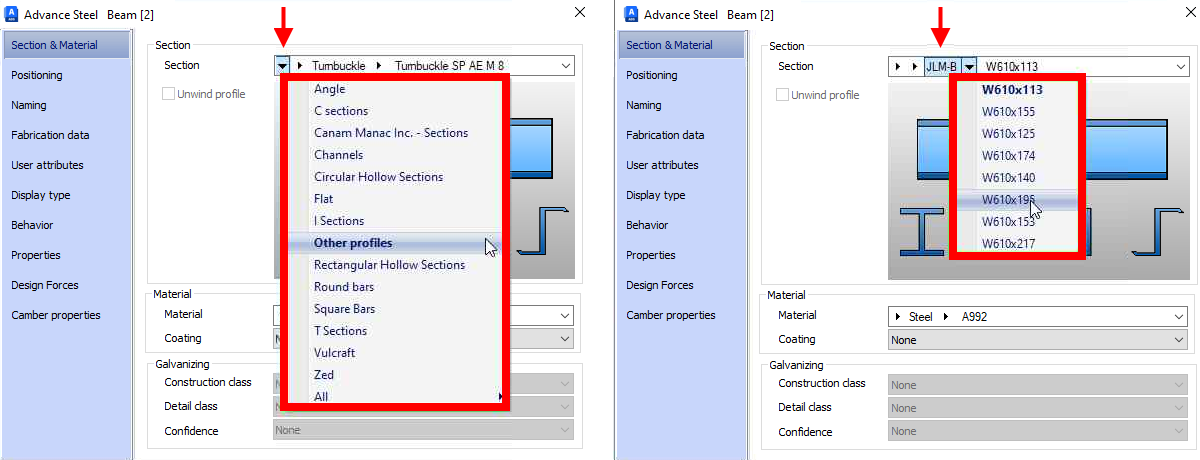 Advance Steel Beam [2]
Section & Material
Positioning
Naming
Fabrication data
User attributes
Display type
Behavior
Properties
Design Forces
Camber properties
Section
Section Turnbuckle Turnbuckle SP AE M 8
Unwind profile
Angle
C sections
Canam Manac Inc. - Sections
Channels
Circular Hollow Sections
Flat
I Sections
Other profiles
Rectangular Hollow Sections
Round bars
Square Bars
T Sections
Vulcraft
Zed
All
Material
Material
Coating
Galvanizing
Construction class
Detail class
Confidence None
Advance Steel Beam [2]
Section & Material
Positioning
Naming
Fabrication data
User attributes
Display type
Behavior
Properties
Design Forces
Camber properties
Section
Section JLM-B W610x113
Unwind profile
W610x113
W610x155
W610x125
W610x174
W610x140
W610x195
W610x153
W610x217
Material
Material Steel A992
Coating None
Galvanizing
Construction class None
Detail class None
Confidence None